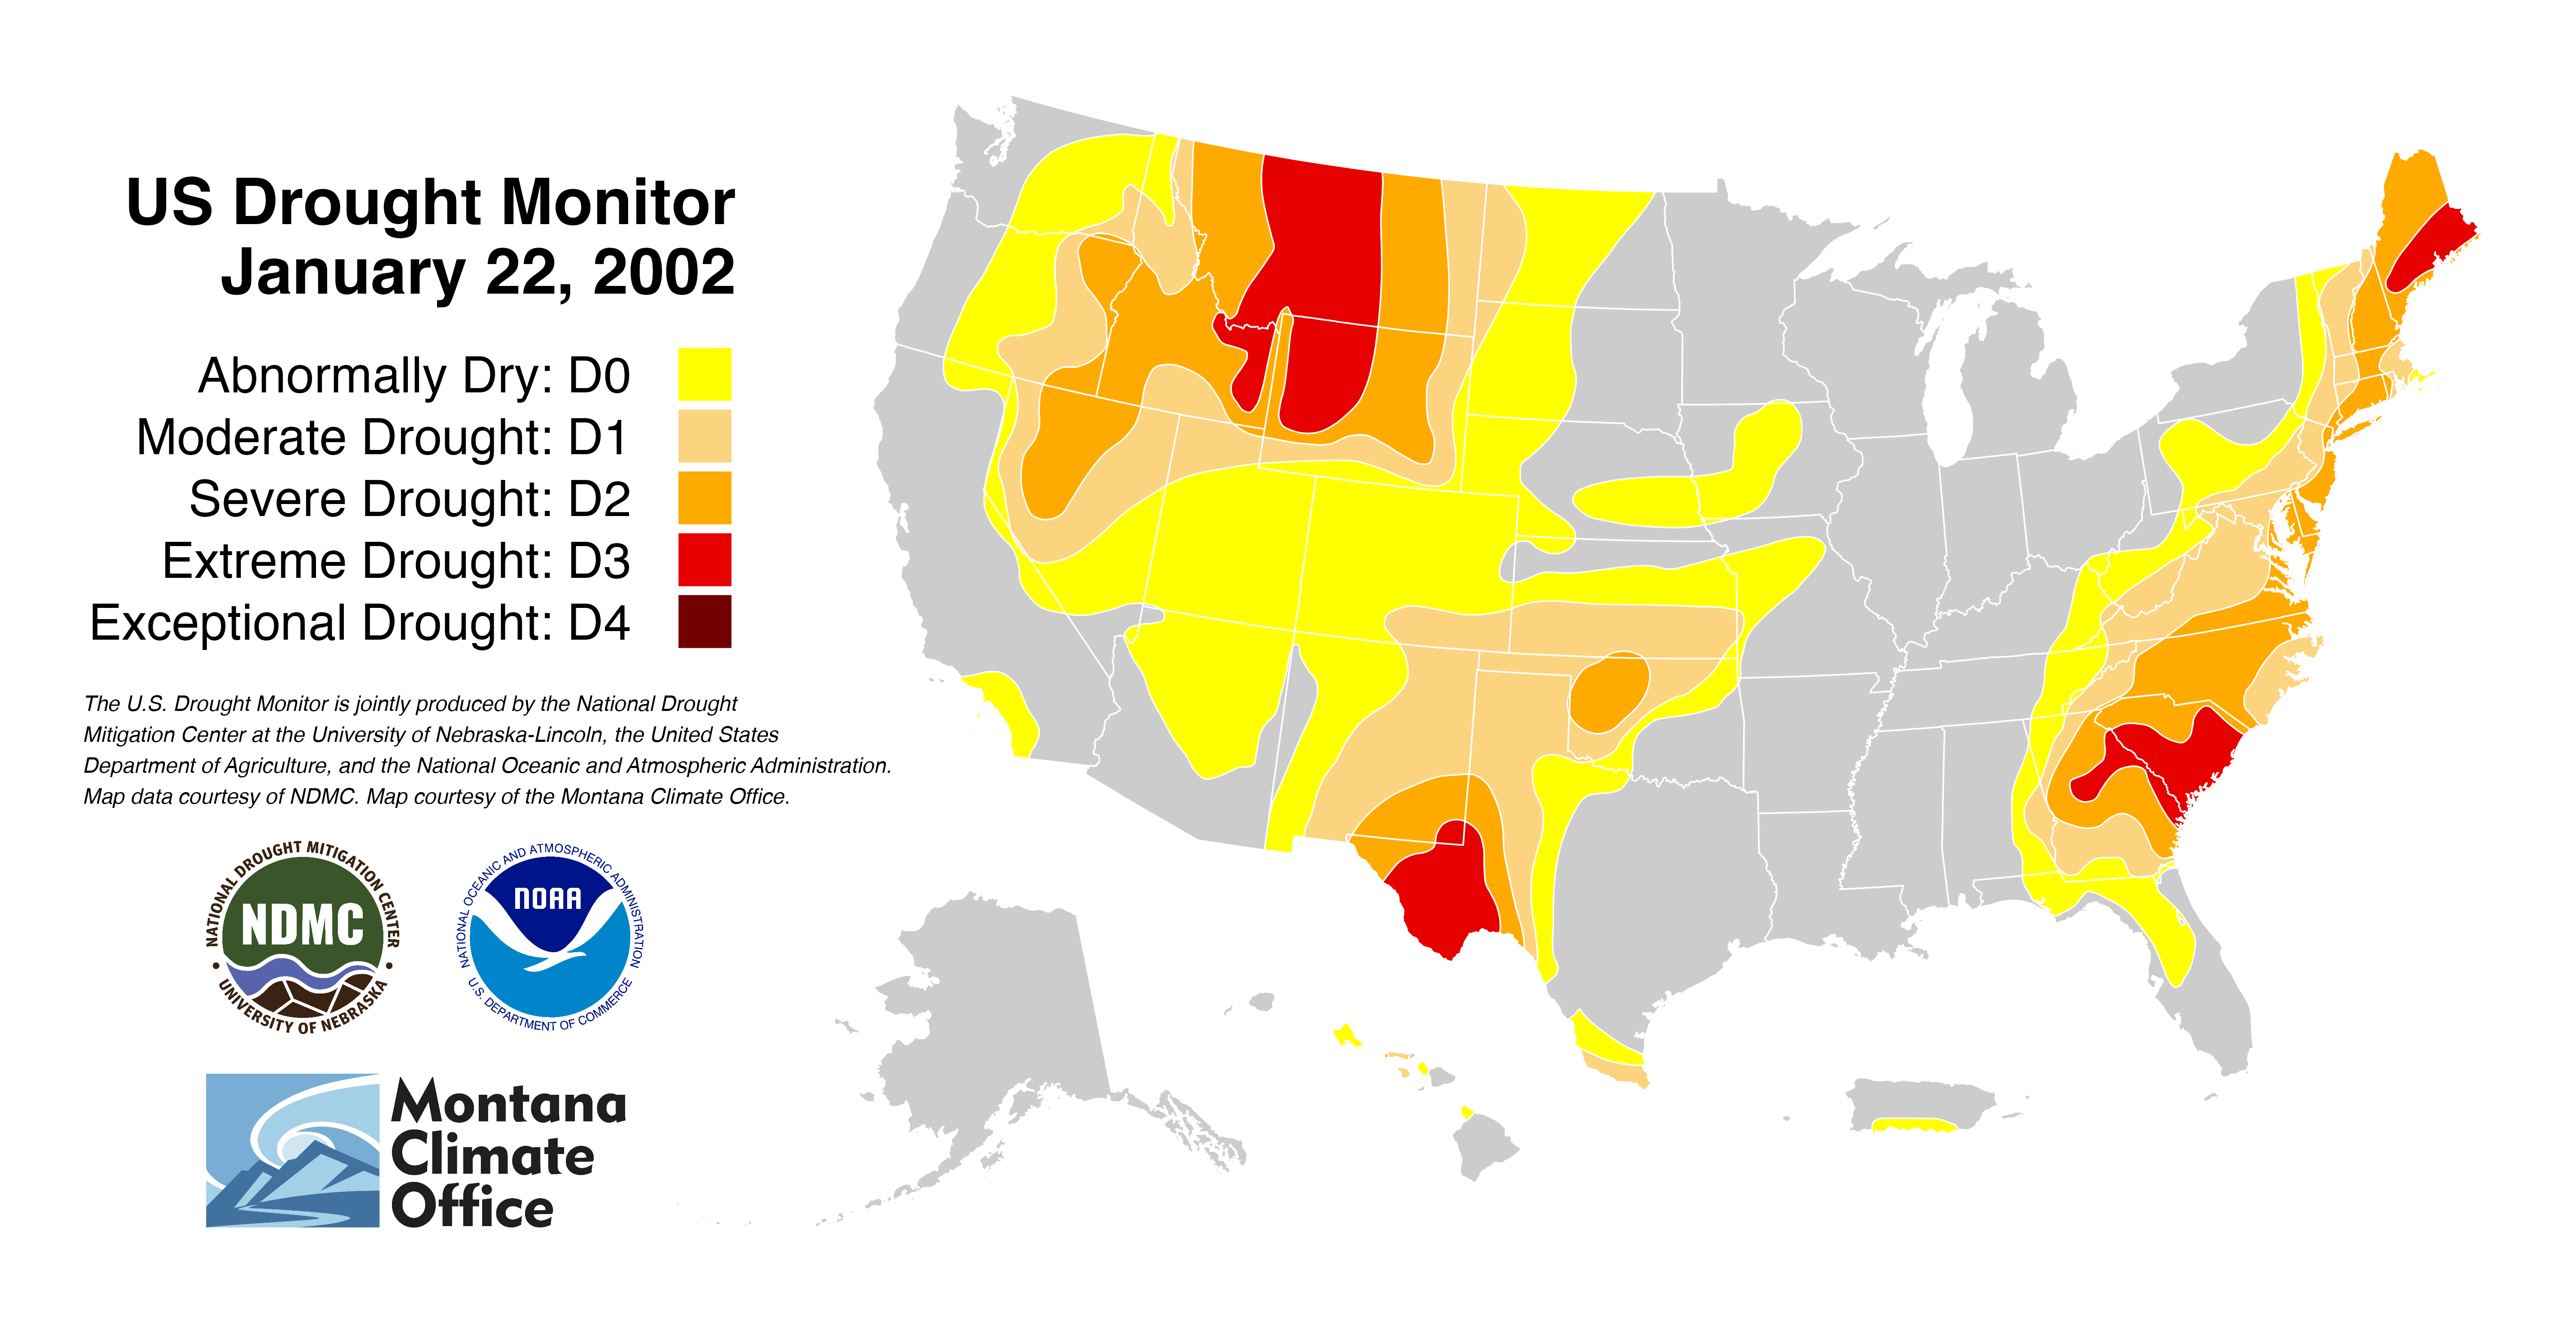 US Drought Monitor
January 22, 2002
Abnormally Dry: D0
Moderate Drought: D1
Severe Drought: D2
Extreme Drought: D3
Exceptional Drought: D4
The U.S. Drought Monitor is jointly produced by the National Drought
Mitigation Center at the University of Nebraska-Lincoln, the United States
Department of Agriculture, and the National Oceanic and Atmospheric Administration.
Map data courtesy of NDMC. Map courtesy of the Montana Climate Office.
NATIONAL DROUGHT MITIGATION CENTER
NDMC
• UNIVERSITY OF NEBRASKA •
NATIONAL OCEANIC AND ATMOSPHERIC ADMINISTRATION
NOAA
U.S. DEPARTMENT OF COMMERCE
Montana
Climate
Office